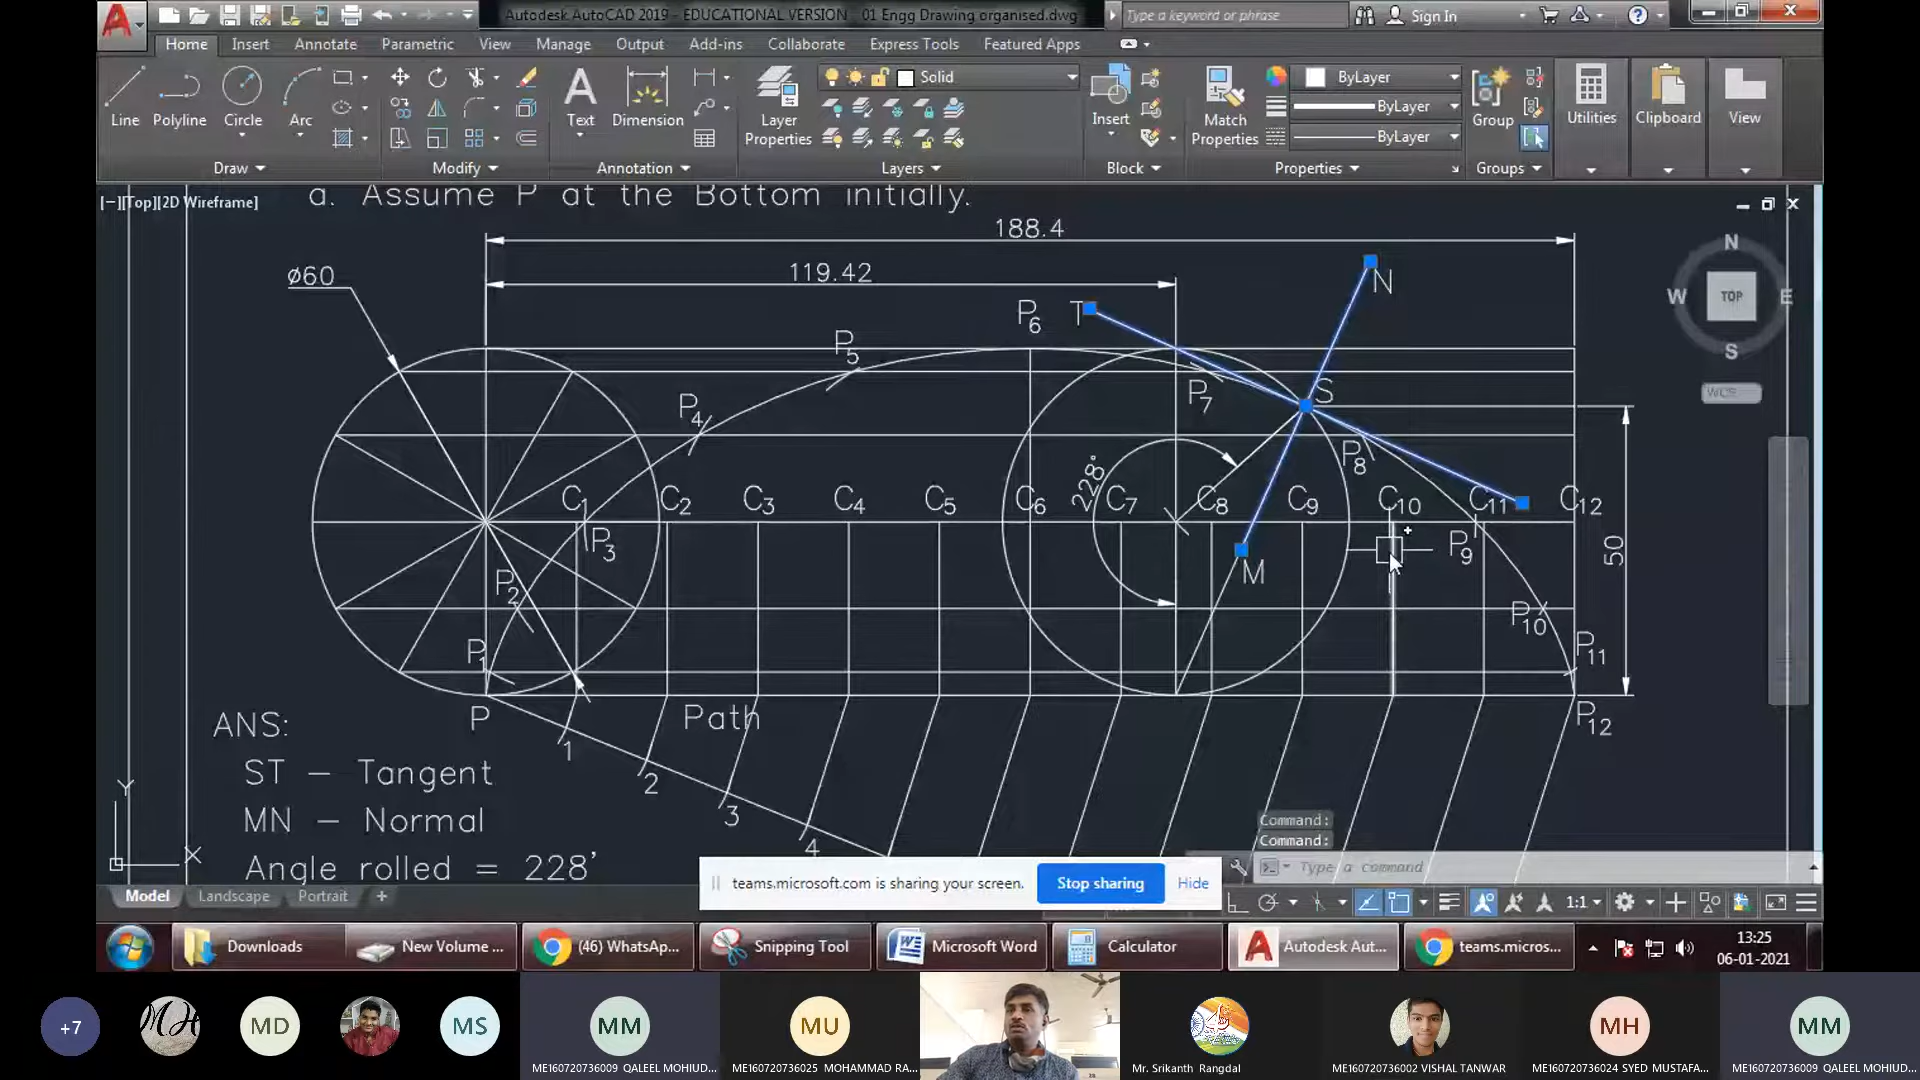 Autodesk AutoCAD 2019 - EDUCATIONAL VERSION 01 Engg Drawing organised.dwg
Type a keyword or phrase
Sign In
Home Insert Annotate Parametric View Manage Output Add-ins Collaborate Express Tools Featured Apps
Line Polyline Circle Arc
Text Dimension
Layer Properties
Solid
Insert
Match Properties
ByLayer
ByLayer
ByLayer
Group
Utilities Clipboard View
Draw Modify Annotation Layers Block Properties Groups
[−][Top][2D Wireframe]
a. Assume P at the Bottom initially.
188.4
119.42
ø60
N
W TOP E
S
WCS
P6 T N
P5
P4
P7 S
P8
228°
C1 C2 C3 C4 C5 C6 C7 C8 C9 C10 C11 C12
P3
P9
50
M
P2
P10
P1
P11
P Path P12
1
2
3
4
ANS:
ST − Tangent
MN − Normal
Angle rolled = 228'
Y
X
Command:
Command:
Type a command
teams.microsoft.com is sharing your screen. Stop sharing Hide
Model Landscape Portrait +
1:1
Downloads New Volume ... (46) WhatsAp... Snipping Tool Microsoft Word Calculator Autodesk Aut... teams.micros...
13:25
06-01-2021
+7 MH MD MS MM MU MH MM
ME160720736009 QALEEL MOHIUD... ME160720736025 MOHAMMAD RA... Mr. Srikanth Rangdal ME160720736002 VISHAL TANWAR ME160720736024 SYED MUSTAFA... ME160720736009 QALEEL MOHIUD...